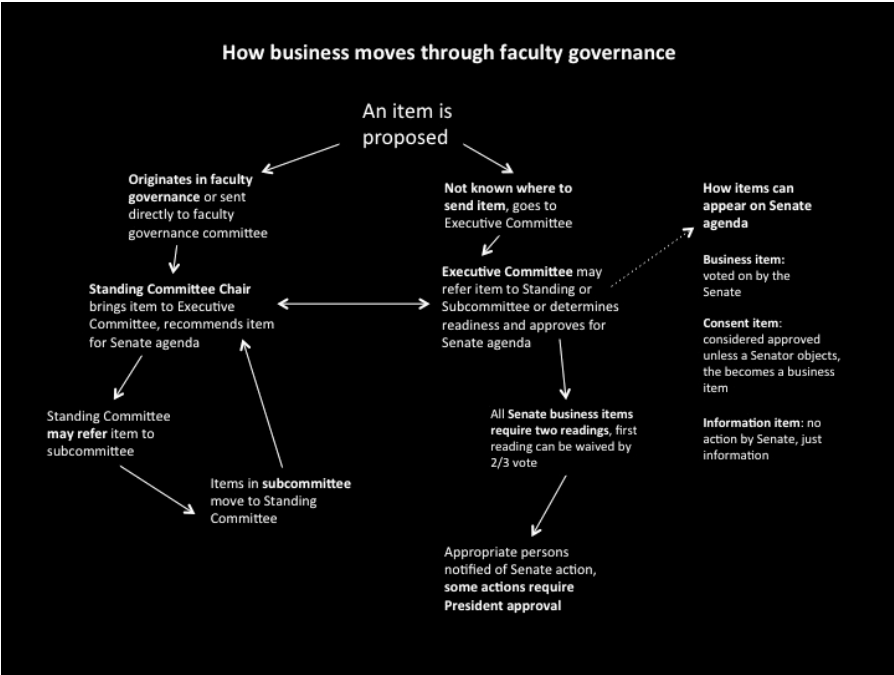 How business moves through faculty governance
An item is
proposed
Originates in faculty
governance or sent
directly to faculty
governance committee
Not known where to
send item, goes to
Executive Committee
How items can
appear on Senate
agenda
Business item:
voted on by the
Senate
Consent item:
considered approved
unless a Senator objects,
the becomes a business
item
Information item: no
action by Senate, just
information
Standing Committee Chair
brings item to Executive
Committee, recommends item
for Senate agenda
Executive Committee may
refer item to Standing or
Subcommittee or determines
readiness and approves for
Senate agenda
Standing Committee
may refer item to
subcommittee
Items in subcommittee
move to Standing
Committee
All Senate business items
require two readings, first
reading can be waived by
2/3 vote
Appropriate persons
notified of Senate action,
some actions require
President approval